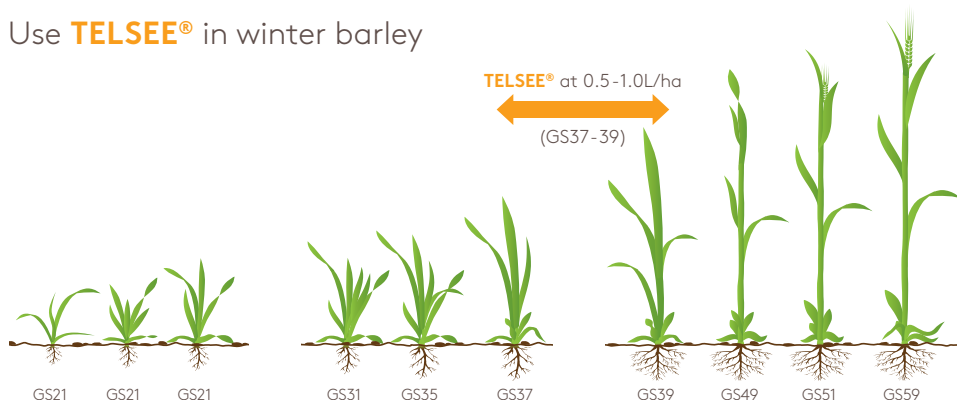 Use TELSEE® in winter barley
TELSEE® at 0.5-1.0L/ha
(GS37-39)
GS21 GS21 GS21 GS31 GS35 GS37 GS39 GS49 GS51 GS59